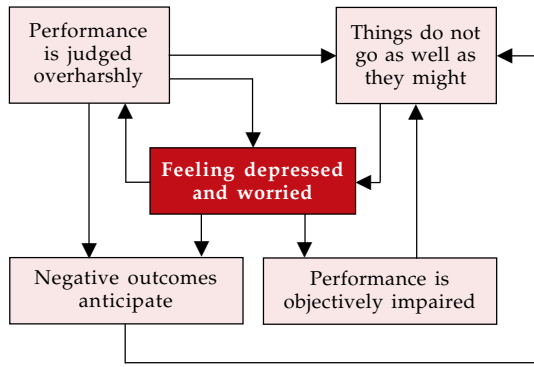 Performance
is judged
overharshly
Things do not
go as well as
they might
Feeling depressed
and worried
Negative outcomes
anticipate
Performance is
objectively impaired